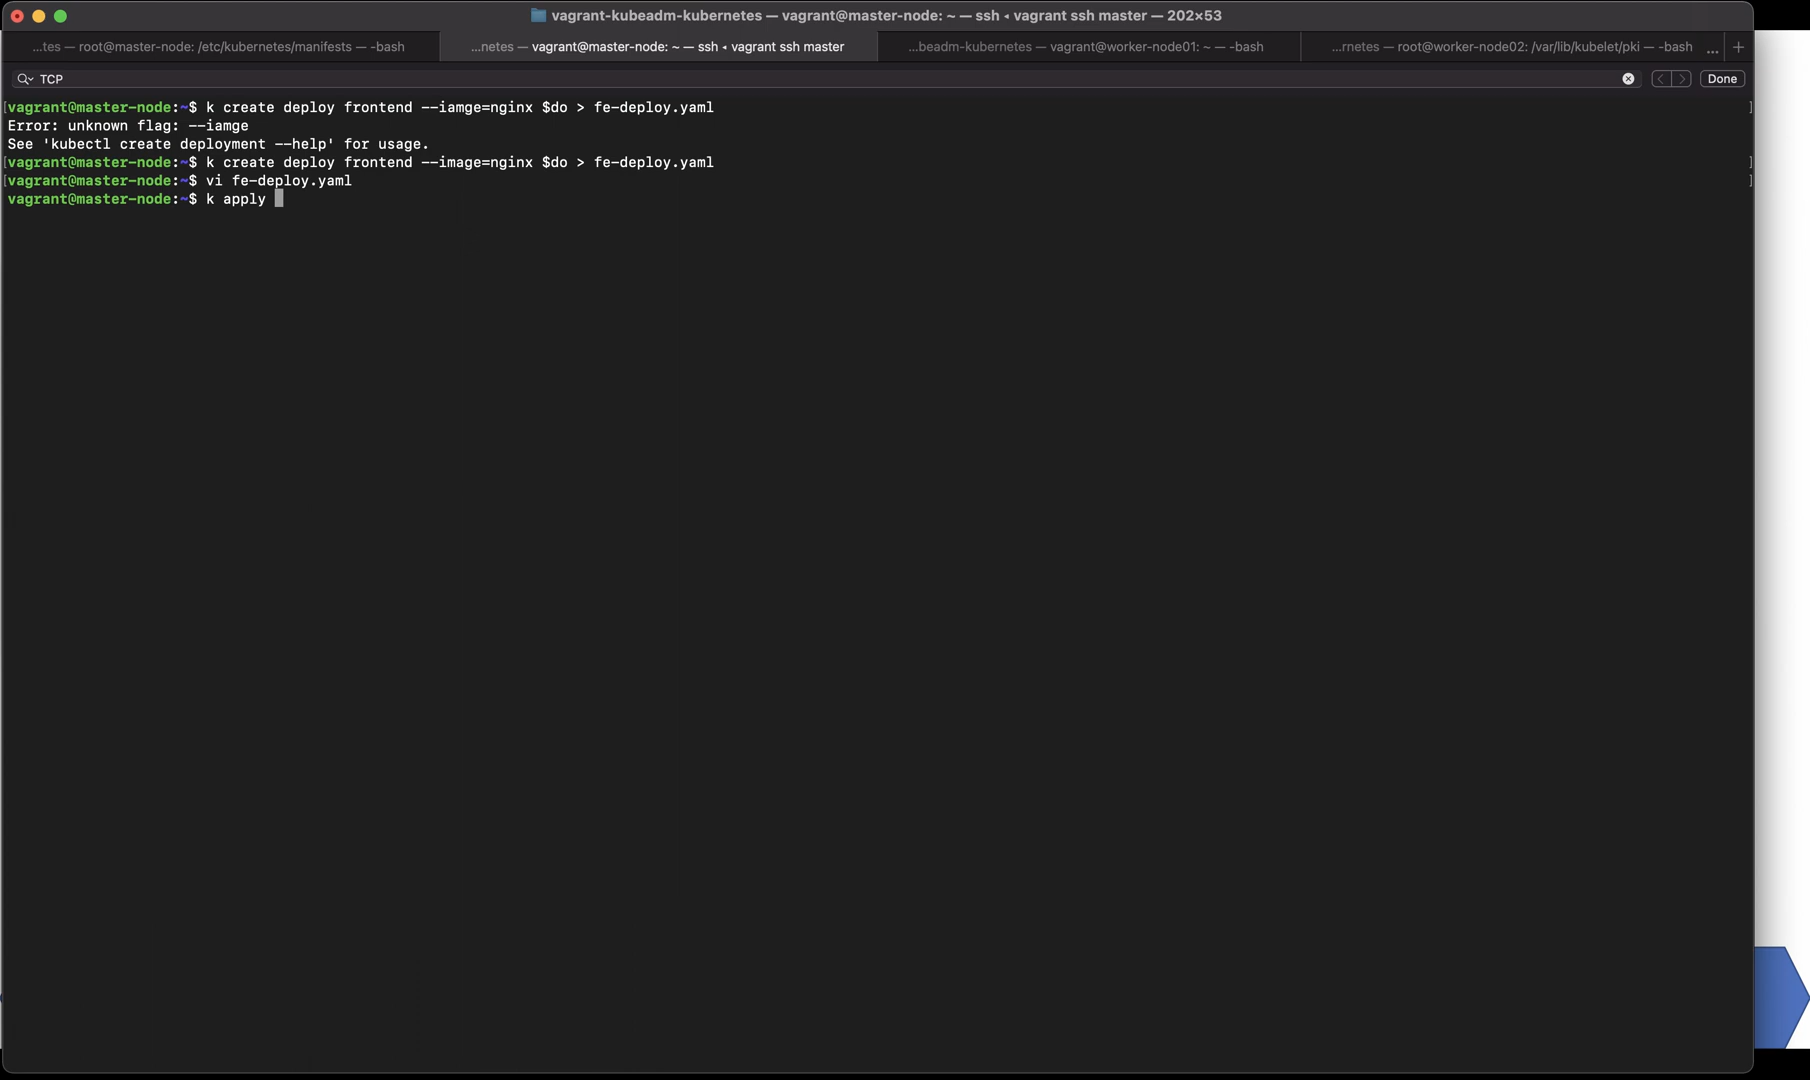 vagrant-kubeadm-kubernetes — vagrant@master-node: ~ — ssh ◂ vagrant ssh master — 202×53
...tes — root@master-node: /etc/kubernetes/manifests — -bash
...netes — vagrant@master-node: ~ — ssh ◂ vagrant ssh master
...beadm-kubernetes — vagrant@worker-node01: ~ — -bash
...rnetes — root@worker-node02: /var/lib/kubelet/pki — -bash
...
TCP
Done
[vagrant@master-node:~$ k create deploy frontend --iamge=nginx $do > fe-deploy.yaml ]
Error: unknown flag: --iamge
See 'kubectl create deployment --help' for usage.
[vagrant@master-node:~$ k create deploy frontend --image=nginx $do > fe-deploy.yaml ]
[vagrant@master-node:~$ vi fe-deploy.yaml ]
vagrant@master-node:~$ k apply